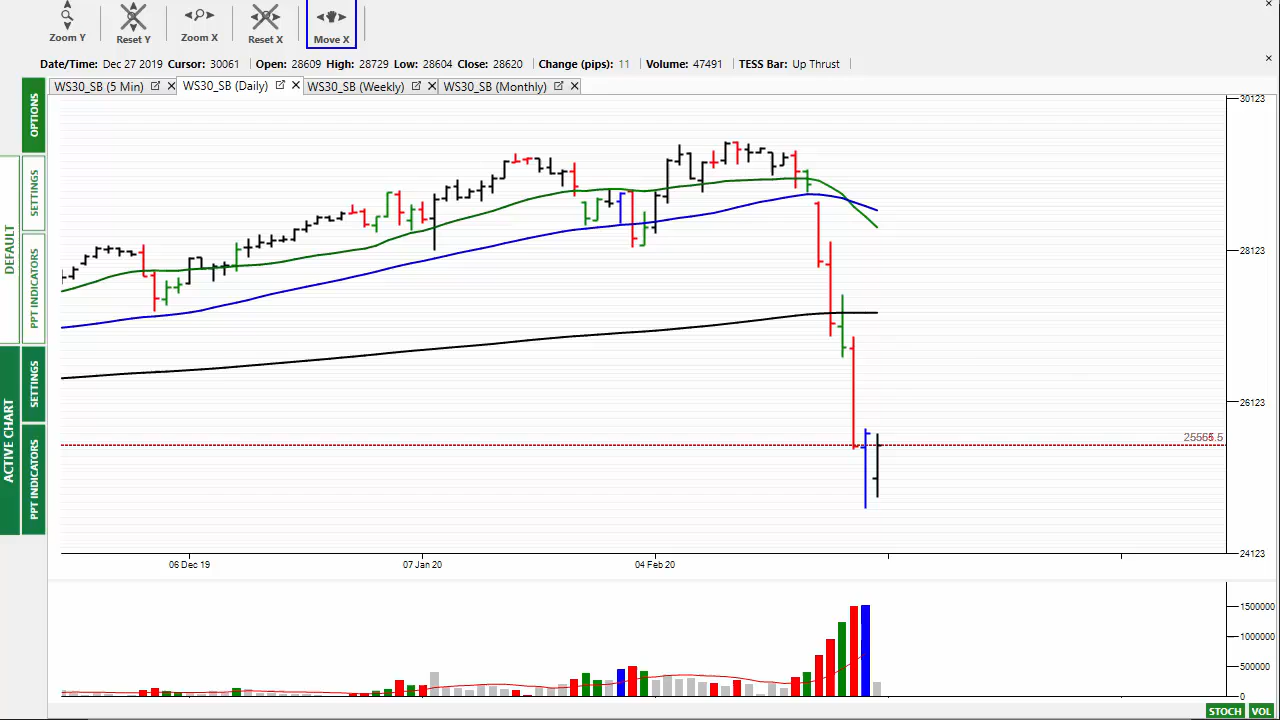 Zoom Y Reset Y Zoom X Reset X Move X
Date/Time: Dec 27 2019 Cursor: 30061 Open: 28609 High: 28729 Low: 28604 Close: 28620 Change (pips): 11 Volume: 47491 TESS Bar: Up Thrust
WS30_SB (5 Min) WS30_SB (Daily) WS30_SB (Weekly) WS30_SB (Monthly)
OPTIONS
SETTINGS
DEFAULT
PPT INDICATORS
SETTINGS
ACTIVE CHART
PPT INDICATORS
30123
28123
26123
24123
06 Dec 19 07 Jan 20 04 Feb 20
1500000
1000000
500000
0
STOCH VOL